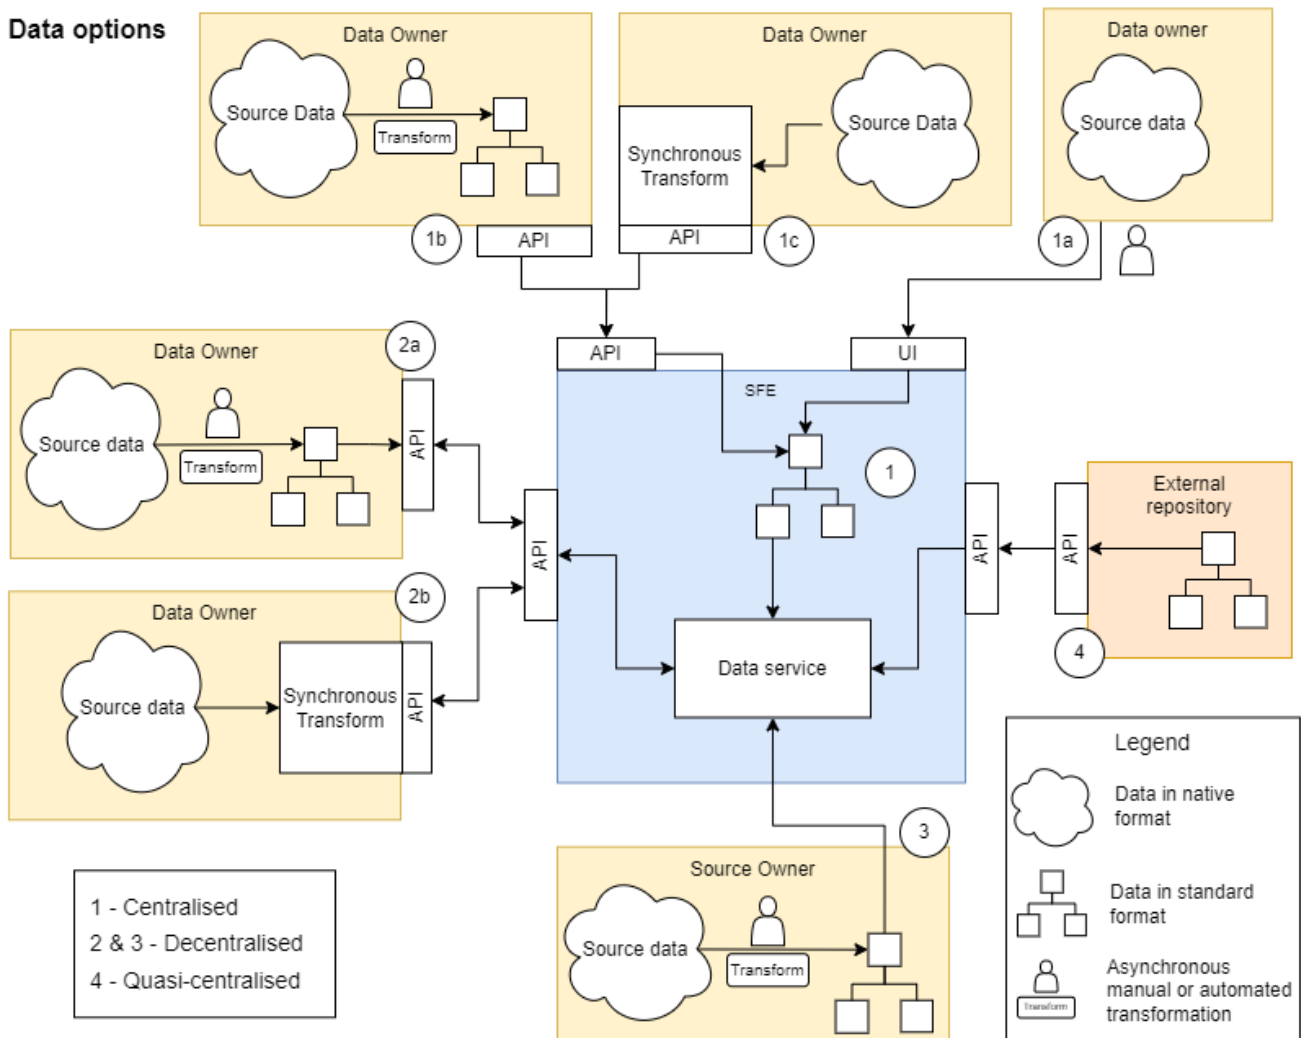 Data options
Data Owner
Source Data
Transform
1b
API
Data Owner
Source Data
Synchronous
Transform
API
1c
Data owner
Source data
1a
Data Owner
2a
Source data
Transform
API
API
UI
SFE
1
API
Data service
API
API
External
repository
4
Data Owner
2b
Source data
Synchronous
Transform
API
3
Source Owner
Source data
Transform
1 - Centralised
2 & 3 - Decentralised
4 - Quasi-centralised
Legend
Data in native
format
Data in standard
format
Transform
Asynchronous
manual or automated
transformation